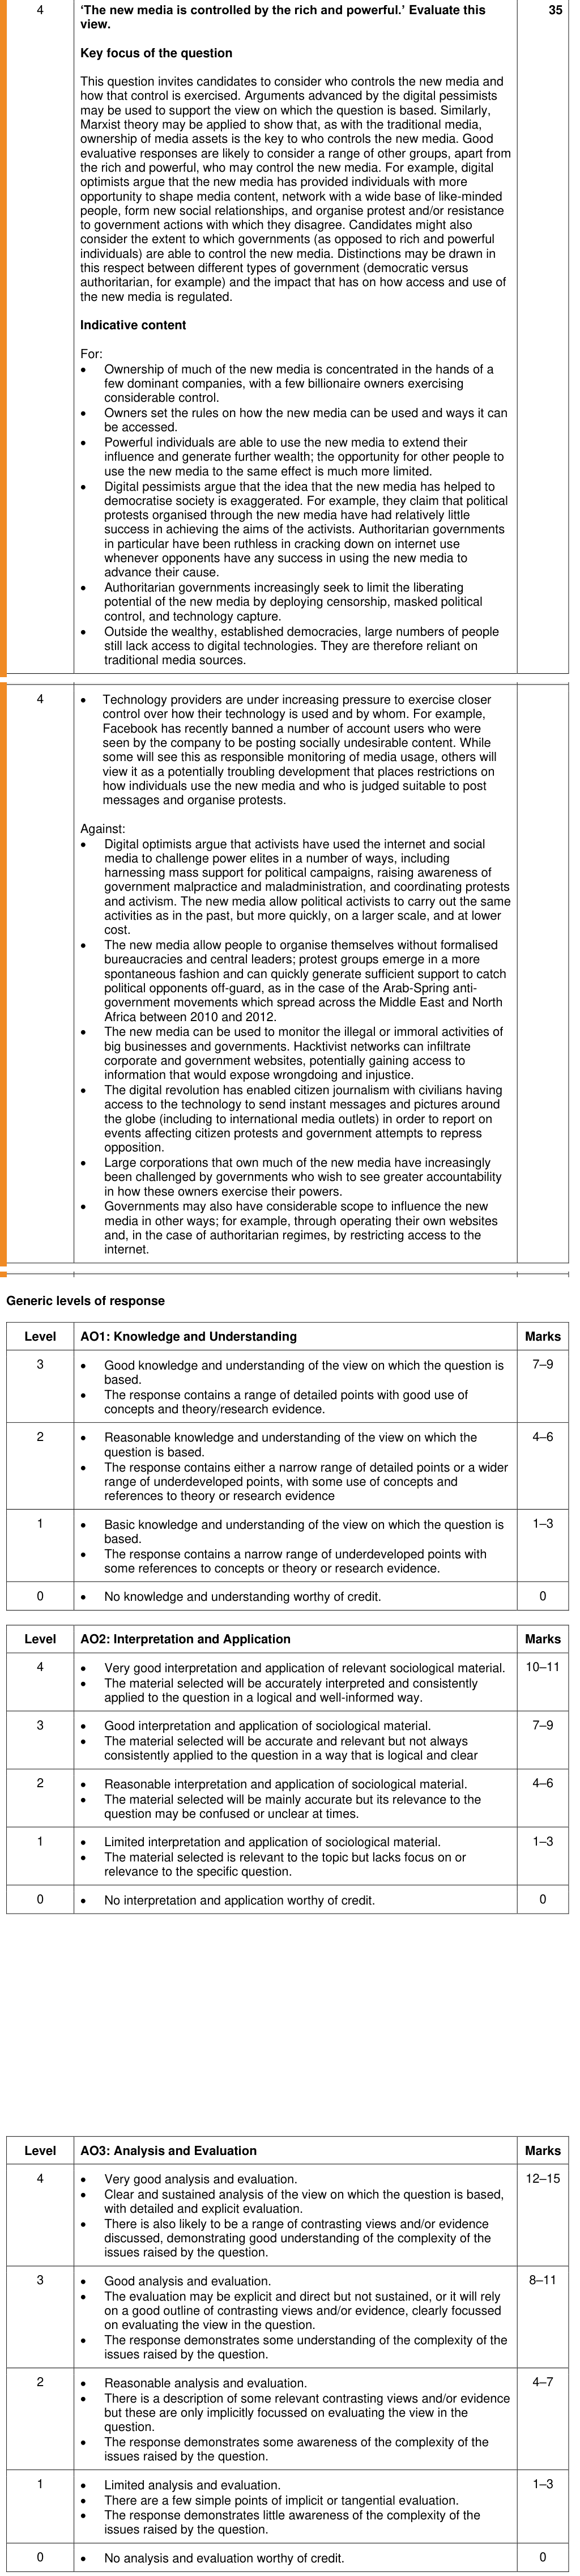 4
‘The new media is controlled by the rich and powerful.’ Evaluate this
view.
35
Key focus of the question
This question invites candidates to consider who controls the new media and
how that control is exercised. Arguments advanced by the digital pessimists
may be used to support the view on which the question is based. Similarly,
Marxist theory may be applied to show that, as with the traditional media,
ownership of media assets is the key to who controls the new media. Good
evaluative responses are likely to consider a range of other groups, apart from
the rich and powerful, who may control the new media. For example, digital
optimists argue that the new media has provided individuals with more
opportunity to shape media content, network with a wide base of like-minded
people, form new social relationships, and organise protest and/or resistance
to government actions with which they disagree. Candidates might also
consider the extent to which governments (as opposed to rich and powerful
individuals) are able to control the new media. Distinctions may be drawn in
this respect between different types of government (democratic versus
authoritarian, for example) and the impact that has on how access and use of
the new media is regulated.
Indicative content
For:
• Ownership of much of the new media is concentrated in the hands of a
few dominant companies, with a few billionaire owners exercising
considerable control.
• Owners set the rules on how the new media can be used and ways it can
be accessed.
• Powerful individuals are able to use the new media to extend their
influence and generate further wealth; the opportunity for other people to
use the new media to the same effect is much more limited.
• Digital pessimists argue that the idea that the new media has helped to
democratise society is exaggerated. For example, they claim that political
protests organised through the new media have had relatively little
success in achieving the aims of the activists. Authoritarian governments
in particular have been ruthless in cracking down on internet use
whenever opponents have any success in using the new media to
advance their cause.
• Authoritarian governments increasingly seek to limit the liberating
potential of the new media by deploying censorship, masked political
control, and technology capture.
• Outside the wealthy, established democracies, large numbers of people
still lack access to digital technologies. They are therefore reliant on
traditional media sources.
4
• Technology providers are under increasing pressure to exercise closer
control over how their technology is used and by whom. For example,
Facebook has recently banned a number of account users who were
seen by the company to be posting socially undesirable content. While
some will see this as responsible monitoring of media usage, others will
view it as a potentially troubling development that places restrictions on
how individuals use the new media and who is judged suitable to post
messages and organise protests.
Against:
• Digital optimists argue that activists have used the internet and social
media to challenge power elites in a number of ways, including
harnessing mass support for political campaigns, raising awareness of
government malpractice and maladministration, and coordinating protests
and activism. The new media allow political activists to carry out the same
activities as in the past, but more quickly, on a larger scale, and at lower
cost.
• The new media allow people to organise themselves without formalised
bureaucracies and central leaders; protest groups emerge in a more
spontaneous fashion and can quickly generate sufficient support to catch
political opponents off-guard, as in the case of the Arab-Spring anti-
government movements which spread across the Middle East and North
Africa between 2010 and 2012.
• The new media can be used to monitor the illegal or immoral activities of
big businesses and governments. Hacktivist networks can infiltrate
corporate and government websites, potentially gaining access to
information that would expose wrongdoing and injustice.
• The digital revolution has enabled citizen journalism with civilians having
access to the technology to send instant messages and pictures around
the globe (including to international media outlets) in order to report on
events affecting citizen protests and government attempts to repress
opposition.
• Large corporations that own much of the new media have increasingly
been challenged by governments who wish to see greater accountability
in how these owners exercise their powers.
• Governments may also have considerable scope to influence the new
media in other ways; for example, through operating their own websites
and, in the case of authoritarian regimes, by restricting access to the
internet.
Generic levels of response
Level AO1: Knowledge and Understanding Marks
3 • Good knowledge and understanding of the view on which the question is 7–9
based.
• The response contains a range of detailed points with good use of
concepts and theory/research evidence.
2 • Reasonable knowledge and understanding of the view on which the 4–6
question is based.
• The response contains either a narrow range of detailed points or a wider
range of underdeveloped points, with some use of concepts and
references to theory or research evidence
1 • Basic knowledge and understanding of the view on which the question is 1–3
based.
• The response contains a narrow range of underdeveloped points with
some references to concepts or theory or research evidence.
0 • No knowledge and understanding worthy of credit. 0
Level AO2: Interpretation and Application Marks
4 • Very good interpretation and application of relevant sociological material. 10–11
• The material selected will be accurately interpreted and consistently
applied to the question in a logical and well-informed way.
3 • Good interpretation and application of sociological material. 7–9
• The material selected will be accurate and relevant but not always
consistently applied to the question in a way that is logical and clear
2 • Reasonable interpretation and application of sociological material. 4–6
• The material selected will be mainly accurate but its relevance to the
question may be confused or unclear at times.
1 • Limited interpretation and application of sociological material. 1–3
• The material selected is relevant to the topic but lacks focus on or
relevance to the specific question.
0 • No interpretation and application worthy of credit. 0
Level AO3: Analysis and Evaluation Marks
4 • Very good analysis and evaluation. 12–15
• Clear and sustained analysis of the view on which the question is based,
with detailed and explicit evaluation.
• There is also likely to be a range of contrasting views and/or evidence
discussed, demonstrating good understanding of the complexity of the
issues raised by the question.
3 • Good analysis and evaluation. 8–11
• The evaluation may be explicit and direct but not sustained, or it will rely
on a good outline of contrasting views and/or evidence, clearly focussed
on evaluating the view in the question.
• The response demonstrates some understanding of the complexity of the
issues raised by the question.
2 • Reasonable analysis and evaluation. 4–7
• There is a description of some relevant contrasting views and/or evidence
but these are only implicitly focussed on evaluating the view in the
question.
• The response demonstrates some awareness of the complexity of the
issues raised by the question.
1 • Limited analysis and evaluation. 1–3
• There are a few simple points of implicit or tangential evaluation.
• The response demonstrates little awareness of the complexity of the
issues raised by the question.
0 • No analysis and evaluation worthy of credit. 0